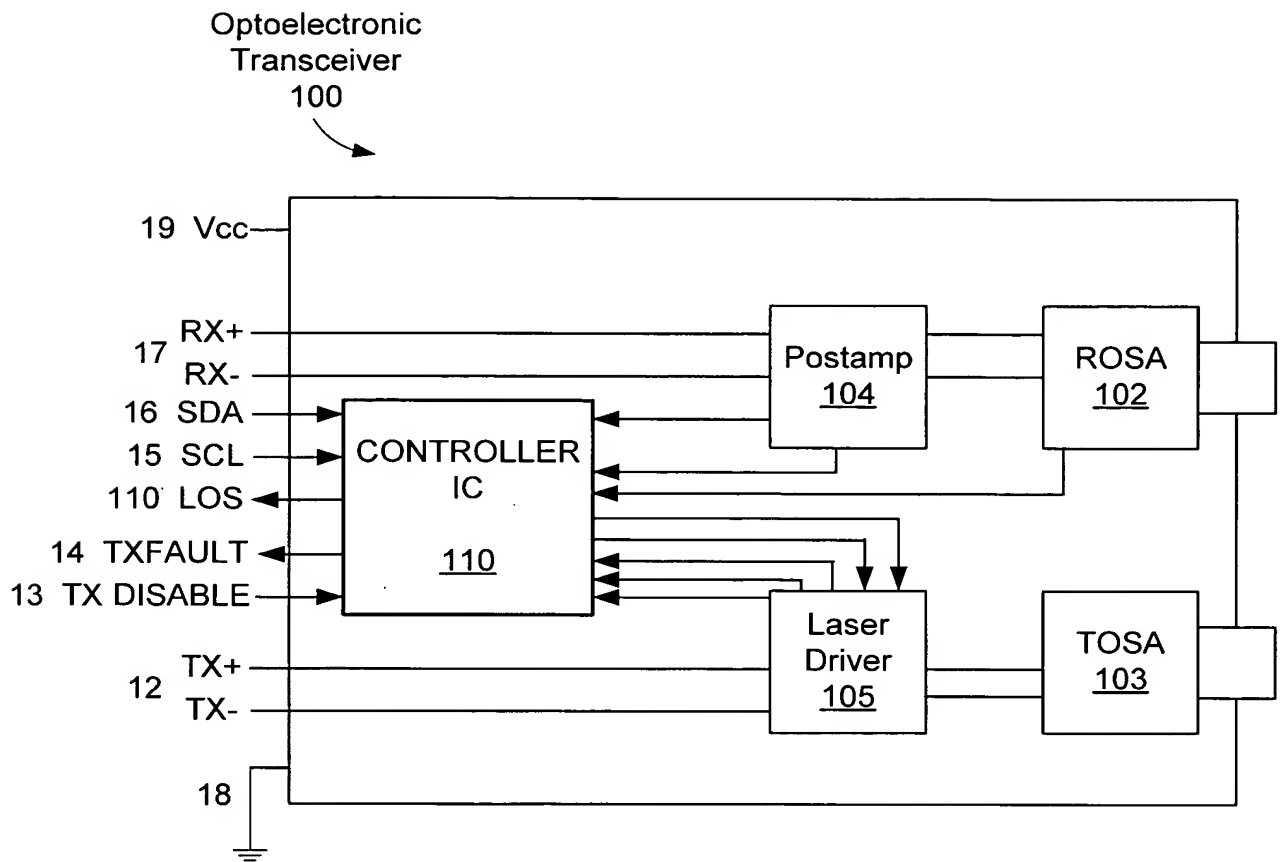 Optoelectronic
Transceiver
100
19 Vcc
17
RX+
RX-
16 SDA
15 SCL
110 LOS
14 TXFAULT
13 TX DISABLE
12
TX+
TX-
18
CONTROLLER
IC
110
Postamp
104
ROSA
102
Laser
Driver
105
TOSA
103